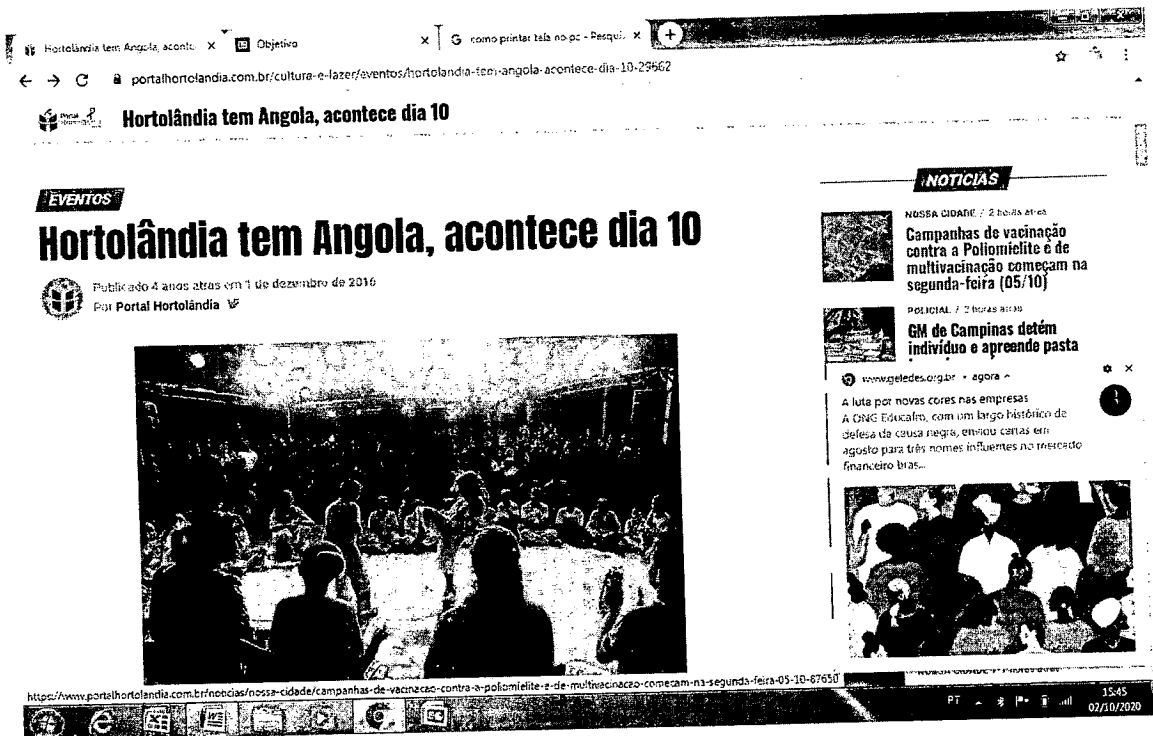 Hortolândia tem Angola, aconte
Objetivo
como printar tela no pc - Pesqui
portalhortolandia.com.br/cultura-e-lazer/eventos/hortolandia-tem-angola-acontece-dia-10-29662
Hortolândia tem Angola, acontece dia 10
EVENTOS
Hortolândia tem Angola, acontece dia 10
Publicado 4 anos atrás em 1 de dezembro de 2016
Por Portal Hortolândia
NOTÍCIAS
NOSSA CIDADE / 2 horas atrás
Campanhas de vacinação
contra a Poliomielite e de
multivacinação começam na
segunda-feira (05/10)
POLICIAL / 2 horas atrás
GM de Campinas detém
indivíduo e apreende pasta
www.geledes.org.br • agora
A luta por novas cores nas empresas
A ONG Educafro, com um largo histórico de
defesa da causa negra, enviou cartas em
agosto para três nomes influentes no mercado
financeiro bras...
https://www.portalhortolandia.com.br/noticias/nossa-cidade/campanhas-de-vacinacao-contra-a-poliomielite-e-de-multivacinacao-comecam-na-segunda-feira-05-10-87650
PT
15:45
02/10/2020